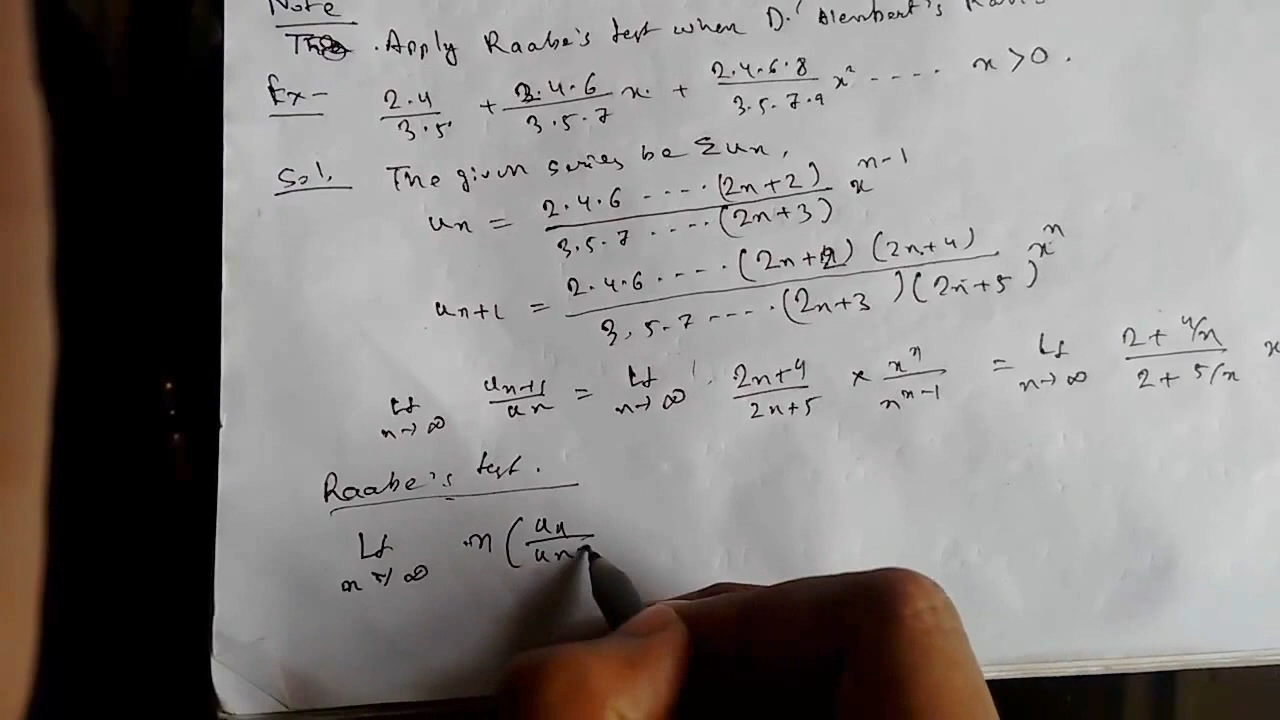 Note
. Apply Raabe's test when D.' Alembert's
Ex- 2.4/3.5 + 2.4.6/3.5.7 x. + 2.4.6.8/3.5.7.9 x² ---- x > 0.
Sol. The given series be Σun,
un = 2.4.6 ---- (2n+2) / 3.5.7 ---- (2n+3) x^n-1
un+1 = 2.4.6 ---- (2n+2) (2n+4) / 3.5.7 ---- (2n+3) (2n+5) x^n
Lt n→∞ un+1/un = Lt n→∞ . 2n+4/2n+5 × x^n/x^n-1 = Lt n→∞ 2+4/n / 2+5/n x
Raabe's test.
Lt n→∞ .n (un/un